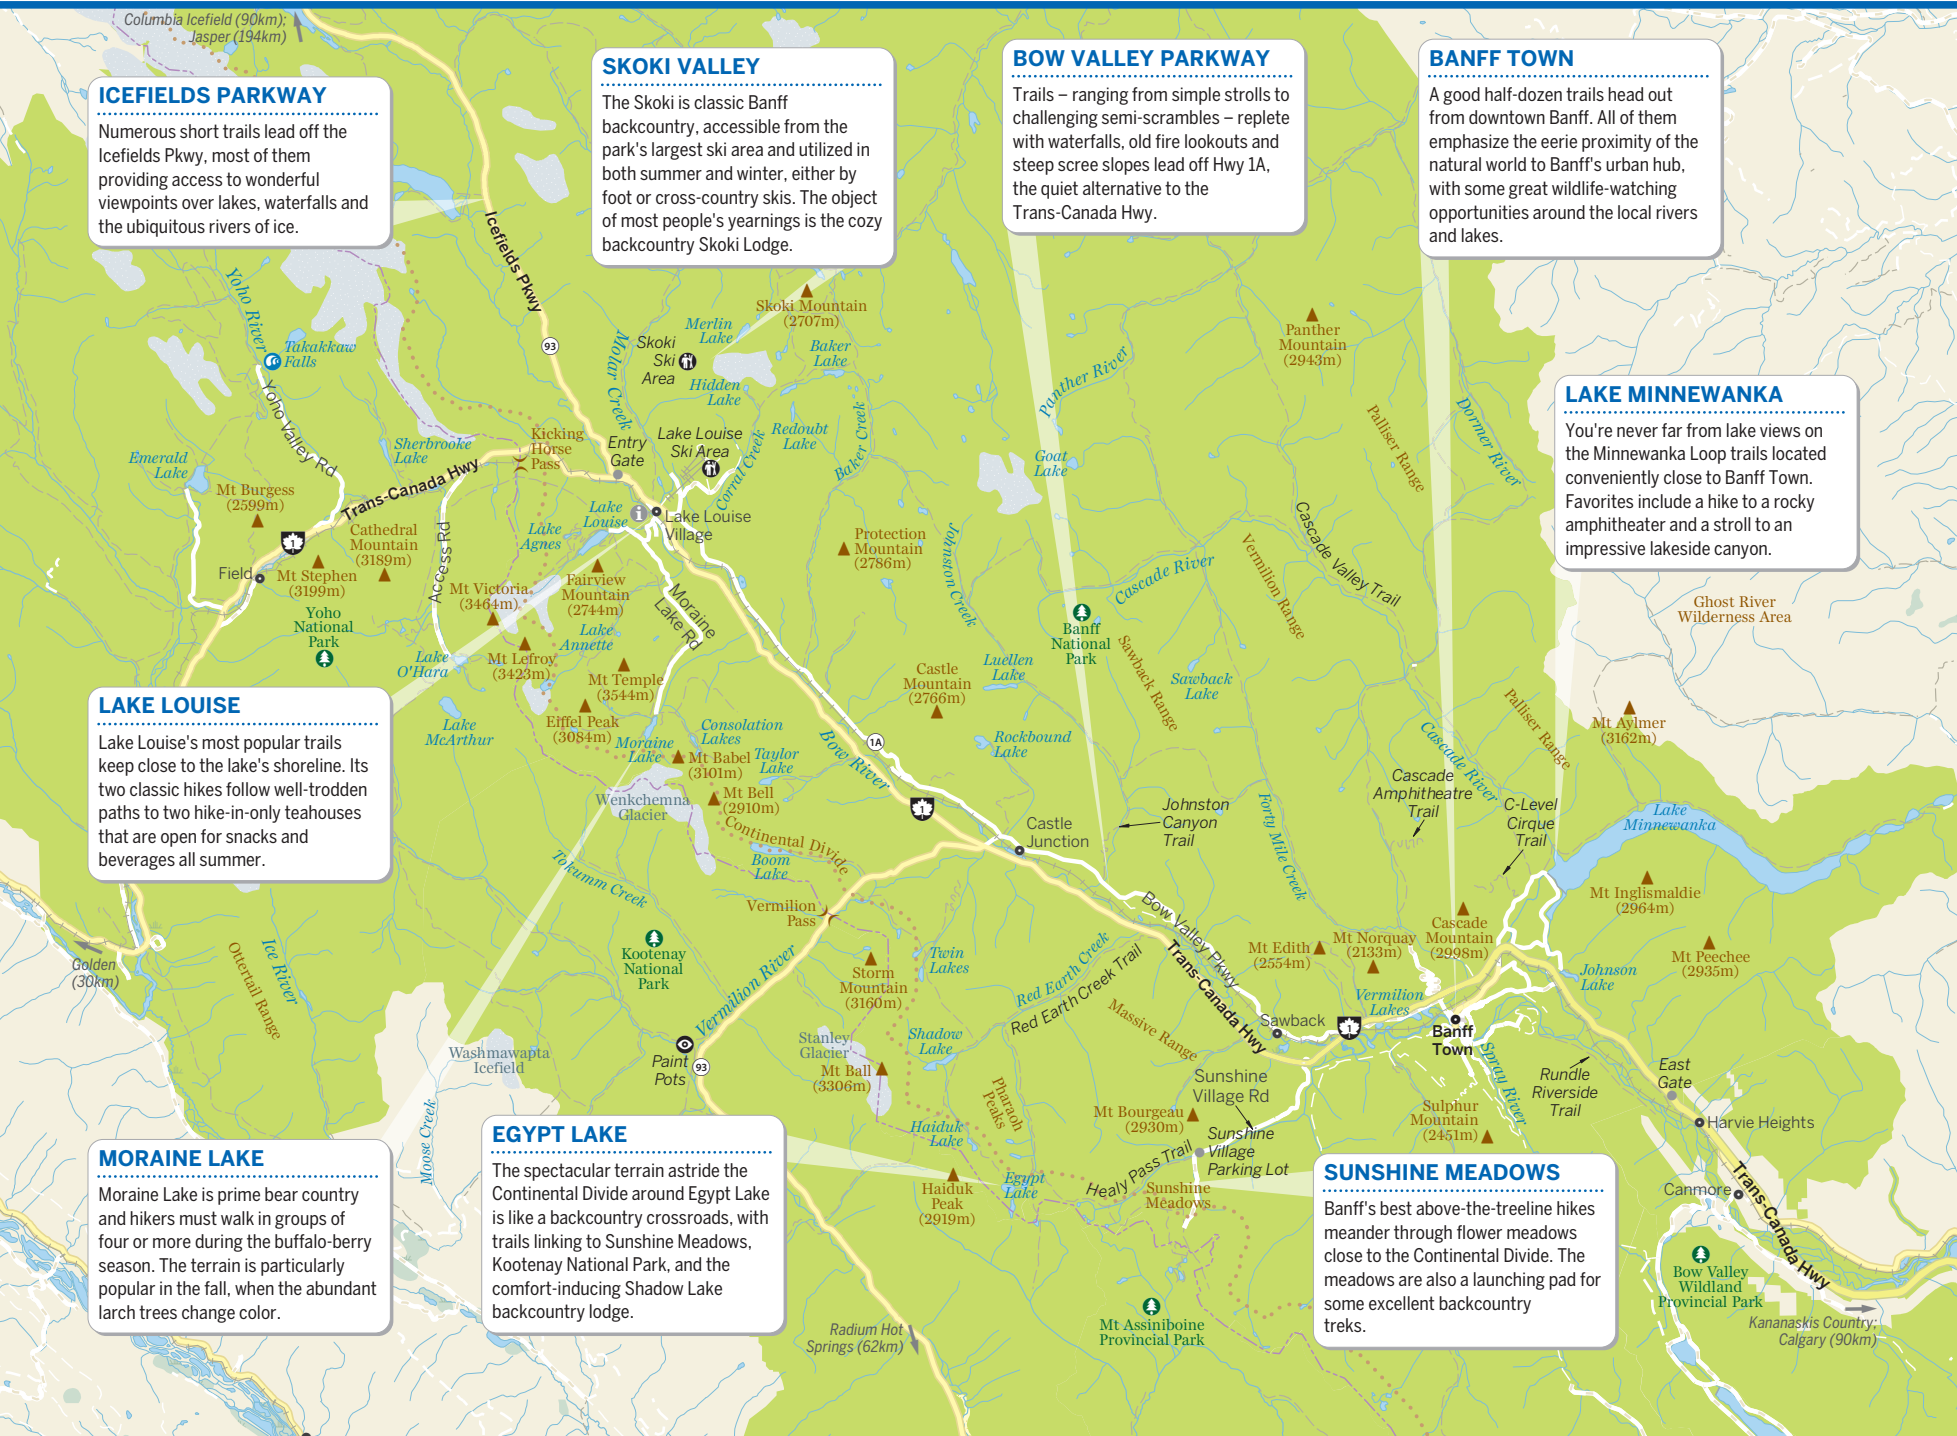 Columbia Icefield (90km);
Jasper (194km)
ICEFIELDS PARKWAY
Numerous short trails lead off the
Icefields Pkwy, most of them
providing access to wonderful
viewpoints over lakes, waterfalls and
the ubiquitous rivers of ice.
SKOKI VALLEY
The Skoki is classic Banff
backcountry, accessible from the
park's largest ski area and utilized in
both summer and winter, either by
foot or cross-country skis. The object
of most people's yearnings is the cozy
backcountry Skoki Lodge.
BOW VALLEY PARKWAY
Trails – ranging from simple strolls to
challenging semi-scrambles – replete
with waterfalls, old fire lookouts and
steep scree slopes lead off Hwy 1A,
the quiet alternative to the
Trans-Canada Hwy.
BANFF TOWN
A good half-dozen trails head out
from downtown Banff. All of them
emphasize the eerie proximity of the
natural world to Banff's urban hub,
with some great wildlife-watching
opportunities around the local rivers
and lakes.
LAKE MINNEWANKA
You're never far from lake views on
the Minnewanka Loop trails located
conveniently close to Banff Town.
Favorites include a hike to a rocky
amphitheater and a stroll to an
impressive lakeside canyon.
Icefields Pkwy
93
Yoho River
Takakkaw
Falls
Yoho Valley Rd
Molar Creek
Skoki
Ski
Area
Merlin
Lake
Skoki Mountain
(2707m)
Baker
Lake
Hidden
Lake
Redoubt
Lake
Baker Creek
Corral Creek
Panther River
Goat
Lake
Panther
Mountain
(2943m)
Palliser Range
Dormer River
Emerald
Lake
Mt Burgess
(2599m)
Sherbrooke
Lake
Trans-Canada Hwy
Kicking
Horse
Pass
Entry
Gate
Lake Louise
Ski Area
Cathedral
Mountain
(3189m)
1
Field
Mt Stephen
(3199m)
Yoho
National
Park
Access Rd
Lake
Louise
Lake
Agnes
Lake Louise
Village
Mt Victoria
(3464m)
Fairview
Mountain
(2744m)
Lake
Annette
Moraine
Lake Rd
Mt Lefroy
(3423m)
Mt Temple
(3544m)
Lake
O'Hara
Eiffel Peak
(3084m)
Lake
McArthur
Moraine
Lake
Consolation
Lakes
Mt Babel
(3101m)
Taylor
Lake
Mt Bell
(2910m)
Wenkchemna
Glacier
Continental Divide
Boom
Lake
Protection
Mountain
(2786m)
Johnston Creek
Cascade River
Banff
National
Park
Castle
Mountain
(2766m)
Luellen
Lake
Sawback Range
Sawback
Lake
Rockbound
Lake
Vermilion Range
Cascade Valley Trail
Ghost River
Wilderness Area
Palliser Range
Mt Aylmer
(3162m)
Cascade River
Bow River
1A
1
Castle
Junction
Johnston
Canyon
Trail
Cascade
Amphitheatre
Trail
C-Level
Cirque
Trail
Forty Mile Creek
Lake
Minnewanka
Mt Inglismaldie
(2964m)
Mt Peechee
(2935m)
Johnson
Lake
LAKE LOUISE
Lake Louise's most popular trails
keep close to the lake's shoreline. Its
two classic hikes follow well-trodden
paths to two hike-in-only teahouses
that are open for snacks and
beverages all summer.
Golden
(30km)
Ottertail Range
Ice River
Tokumm Creek
Vermilion
Pass
Kootenay
National
Park
Vermilion River
Storm
Mountain
(3160m)
Twin
Lakes
Red Earth Creek
Red Earth Creek Trail
Bow Valley Pkwy
Trans-Canada Hwy
Massive Range
Mt Edith
(2554m)
Mt Norquay
(2133m)
Cascade
Mountain
(2998m)
Vermilion
Lakes
Sawback
1
Banff
Town
Spray River
Rundle
Riverside
Trail
East
Gate
Harvie Heights
Canmore
Trans-Canada Hwy
Washmawapta
Icefield
Moose Creek
Paint
Pots
93
Stanley
Glacier
Mt Ball
(3306m)
Shadow
Lake
Pharaoh
Peaks
Haiduk
Lake
Haiduk
Peak
(2919m)
Egypt
Lake
Sunshine
Village Rd
Mt Bourgeau
(2930m)
Sunshine
Village
Parking Lot
Healy Pass Trail
Sunshine
Meadows
Sulphur
Mountain
(2451m)
MORAINE LAKE
Moraine Lake is prime bear country
and hikers must walk in groups of
four or more during the buffalo-berry
season. The terrain is particularly
popular in the fall, when the abundant
larch trees change color.
EGYPT LAKE
The spectacular terrain astride the
Continental Divide around Egypt Lake
is like a backcountry crossroads, with
trails linking to Sunshine Meadows,
Kootenay National Park, and the
comfort-inducing Shadow Lake
backcountry lodge.
SUNSHINE MEADOWS
Banff's best above-the-treeline hikes
meander through flower meadows
close to the Continental Divide. The
meadows are also a launching pad for
some excellent backcountry
treks.
Radium Hot
Springs (62km)
Mt Assiniboine
Provincial Park
Bow Valley
Wildland
Provincial Park
Kananaskis Country;
Calgary (90km)